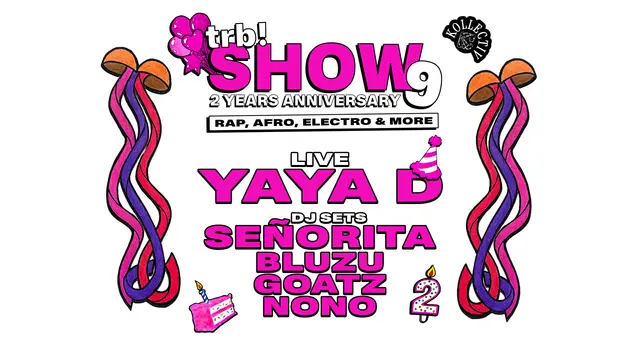 trb!
KOLLECTIV
SHOW 9
2 YEARS ANNIVERSARY
RAP, AFRO, ELECTRO & MORE
LIVE
YAYA D
DJ SETS
SEÑORITA
BLUZU
GOATZ
NONO
2